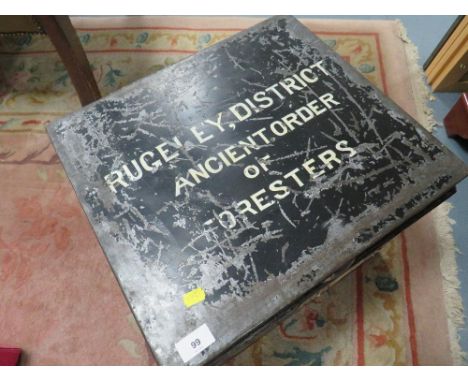 RUGELEY, DISTRICT
ANCIENT ORDER
OF
FORESTERS
99